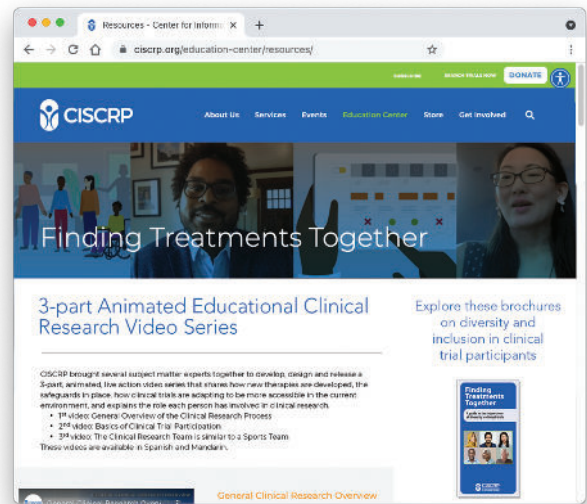 Resources - Center for Informa
ciscrp.org/education-center/resources/
SEARCH TRIALS NOW DONATE
CISCRP
About Us Services Events Education Center Store Get Involved
Finding Treatments Together
3-part Animated Educational Clinical
Research Video Series
CISCRP brought several subject matter experts together to develop, design and release a
3-part, animated, live action video series that shares how new therapies are developed, the
safeguards in place, how clinical trials are adapting to be more accessible in the current
environment, and explains the role each person has involved in clinical research.
• 1st video: General Overview of the Clinical Research Process
• 2nd video: Basics of Clinical Trial Participation
• 3rd video: The Clinical Research Team is similar to a Sports Team
These videos are available in Spanish and Mandarin.
Explore these brochures
on diversity and
inclusion in clinical
trial participants
Finding
Treatments
Together
CISCRP
General Clinical Research Overview